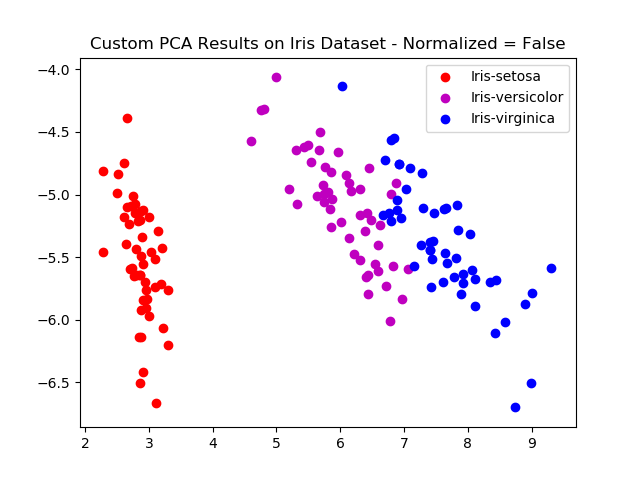 Custom PCA Results on Iris Dataset - Normalized = False
Iris-setosa
Iris-versicolor
Iris-virginica
−4.0
−4.5
−5.0
−5.5
−6.0
−6.5
2 3 4 5 6 7 8 9